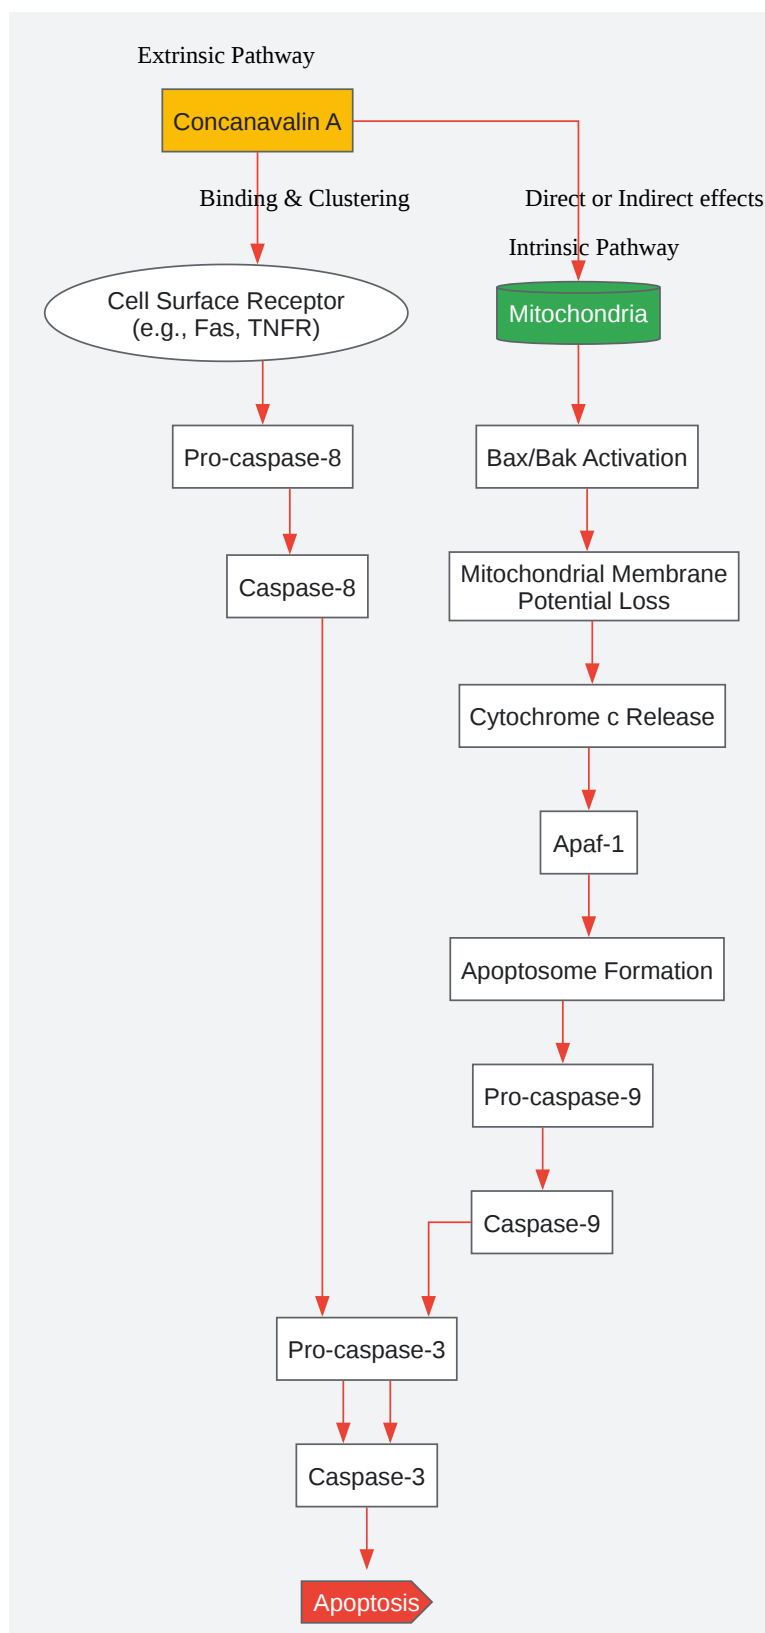 Extrinsic Pathway
Concanavalin A
Binding & Clustering
Direct or Indirect effects
Intrinsic Pathway
Cell Surface Receptor
(e.g., Fas, TNFR)
Mitochondria
Pro-caspase-8
Bax/Bak Activation
Caspase-8
Mitochondrial Membrane
Potential Loss
Cytochrome c Release
Apaf-1
Apoptosome Formation
Pro-caspase-9
Caspase-9
Pro-caspase-3
Caspase-3
Apoptosis